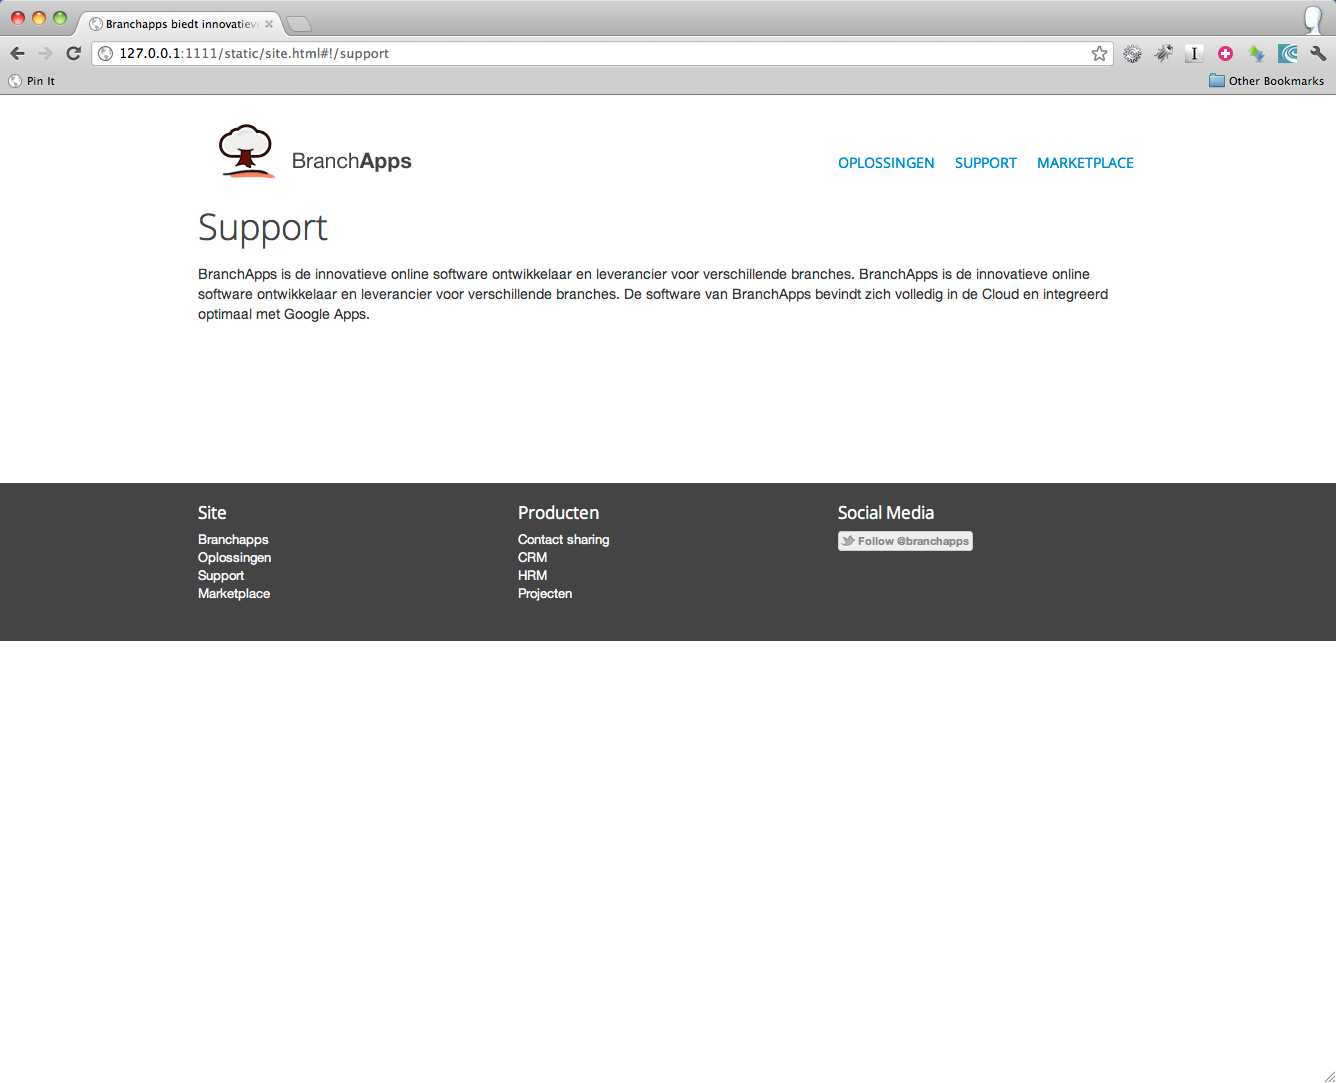 Branchapps biedt innovatieve
127.0.0.1:1111/static/site.html#!/support
Pin It
Other Bookmarks
BranchApps
OPLOSSINGEN SUPPORT MARKETPLACE
Support
BranchApps is de innovatieve online software ontwikkelaar en leverancier voor verschillende branches. BranchApps is de innovatieve online
software ontwikkelaar en leverancier voor verschillende branches. De software van BranchApps bevindt zich volledig in de Cloud en integreerd
optimaal met Google Apps.
Site
Branchapps
Oplossingen
Support
Marketplace
Producten
Contact sharing
CRM
HRM
Projecten
Social Media
Follow @branchapps